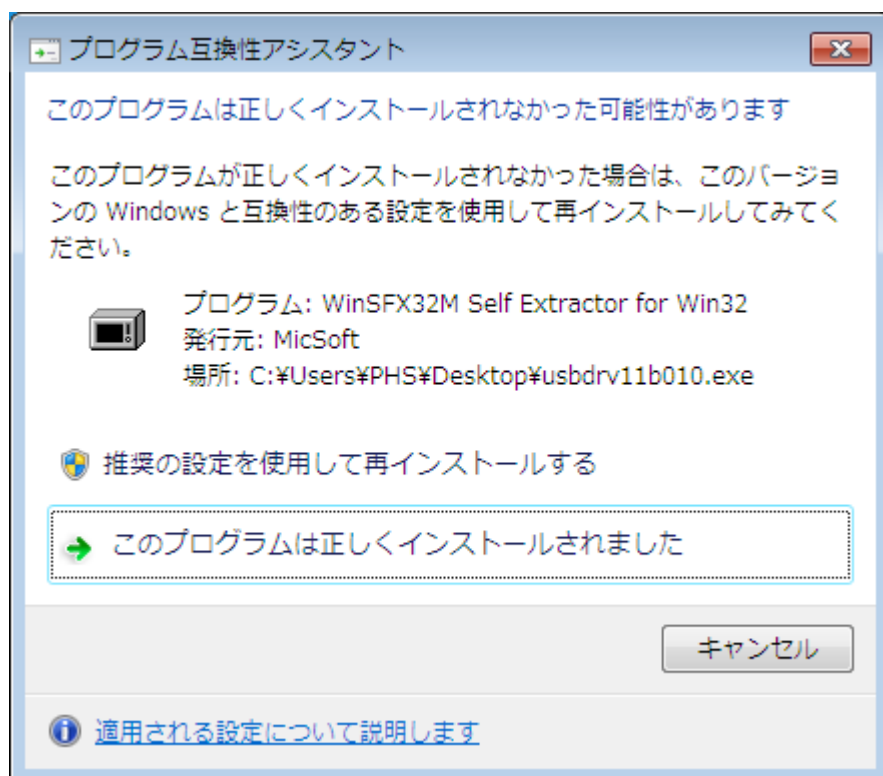 プログラム互換性アシスタント
このプログラムは正しくインストールされなかった可能性があります
このプログラムが正しくインストールされなかった場合は、このバージョ
ンの Windows と互換性のある設定を使用して再インストールしてみてく
ださい。
プログラム: WinSFX32M Self Extractor for Win32
発行元: MicSoft
場所: C:¥Users¥PHS¥Desktop¥usbdrv11b010.exe
推奨の設定を使用して再インストールする
このプログラムは正しくインストールされました
キャンセル
適用される設定について説明します